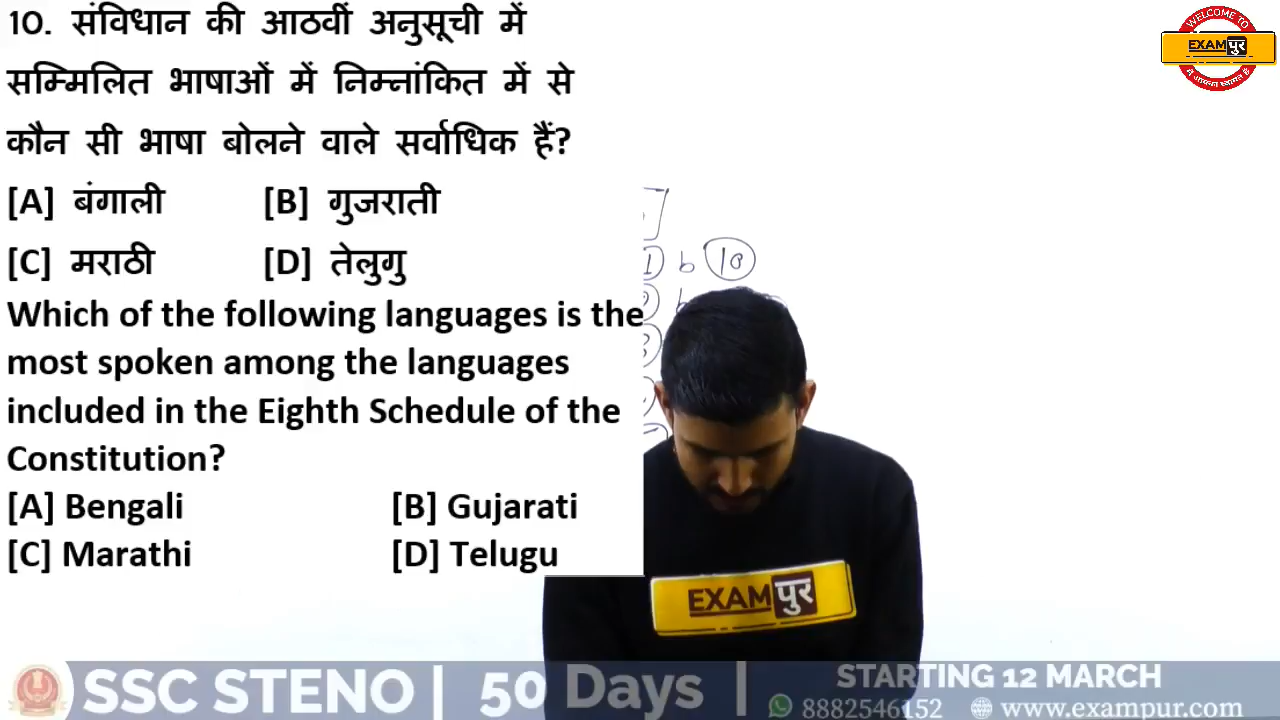 10. संविधान की आठवीं अनुसूची में
सम्मिलित भाषाओं में निम्नांकित में से
कौन सी भाषा बोलने वाले सर्वाधिक हैं?
[A] बंगाली [B] गुजराती
[C] मराठी [D] तेलुगु
Which of the following languages is the
most spoken among the languages
included in the Eighth Schedule of the
Constitution?
[A] Bengali [B] Gujarati
[C] Marathi [D] Telugu
WELCOME TO
EXAMपुर
b 10
EXAMपुर
SSC STENO | 50 Days |
STARTING 12 MARCH
8882546152 www.exampur.com